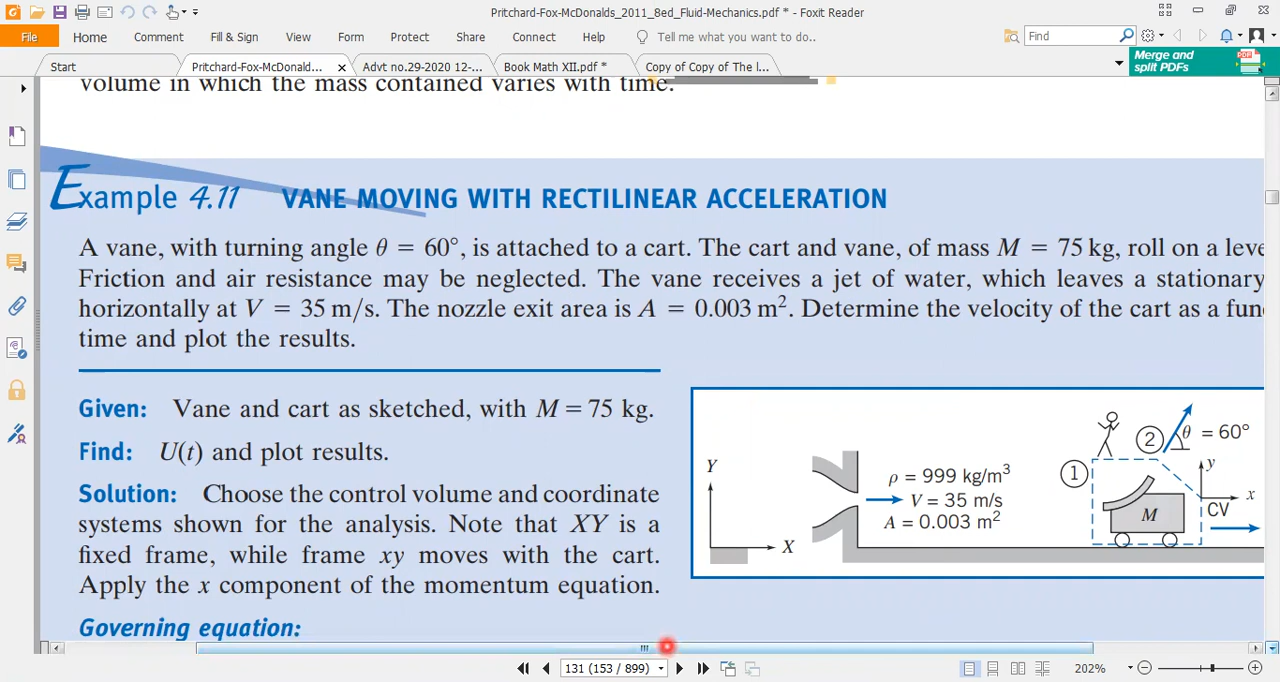 Pritchard-Fox-McDonalds_2011_8ed_Fluid-Mechanics.pdf * - Foxit Reader
File Home Comment Fill & Sign View Form Protect Share Connect Help Tell me what you want to do.. Find
Start Pritchard-Fox-McDonald... Advt no.29-2020 12-... Book Math XII.pdf * Copy of Copy of The l... Merge and split PDFs
volume in which the mass contained varies with time.
Example 4.11 VANE MOVING WITH RECTILINEAR ACCELERATION
A vane, with turning angle θ = 60°, is attached to a cart. The cart and vane, of mass M = 75 kg, roll on a leve
Friction and air resistance may be neglected. The vane receives a jet of water, which leaves a stationary
horizontally at V = 35 m/s. The nozzle exit area is A = 0.003 m². Determine the velocity of the cart as a fun
time and plot the results.
Given: Vane and cart as sketched, with M = 75 kg.
Find: U(t) and plot results.
Solution: Choose the control volume and coordinate
systems shown for the analysis. Note that XY is a
fixed frame, while frame xy moves with the cart.
Apply the x component of the momentum equation.
Governing equation:
Y
X
ρ = 999 kg/m³
V = 35 m/s
A = 0.003 m²
1
2
θ = 60°
y
x
CV
M
131 (153 / 899) 202%